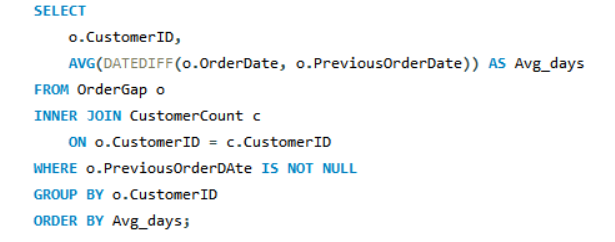 SELECT
    o.CustomerID,
    AVG(DATEDIFF(o.OrderDate, o.PreviousOrderDate)) AS Avg_days
FROM OrderGap o
INNER JOIN CustomerCount c
    ON o.CustomerID = c.CustomerID
WHERE o.PreviousOrderDAte IS NOT NULL
GROUP BY o.CustomerID
ORDER BY Avg_days;